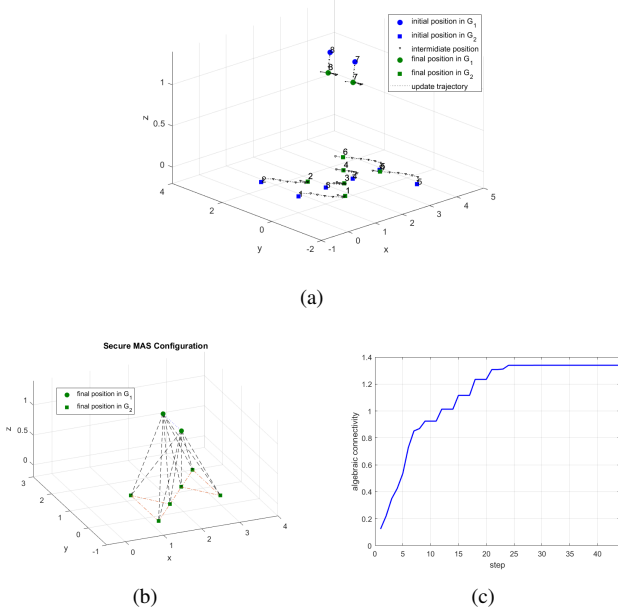 initial position in G1
initial position in G2
intermidiate position
final position in G1
final position in G2
update trajectory
8
7
8
7
1
0.5
0
z
6
4
5
2
3
1
4
2
0
-2
y
-1
0
1
2
3
4
5
x
(a)
Secure MAS Configuration
final position in G1
final position in G2
1
0.5
0
z
3
2
1
0
-1
y
0
1
2
3
4
x
(b)
1.4
1.2
1
0.8
0.6
0.4
0.2
0
algebraic connectivity
0 5 10 15 20 25 30 35 40
step
(c)